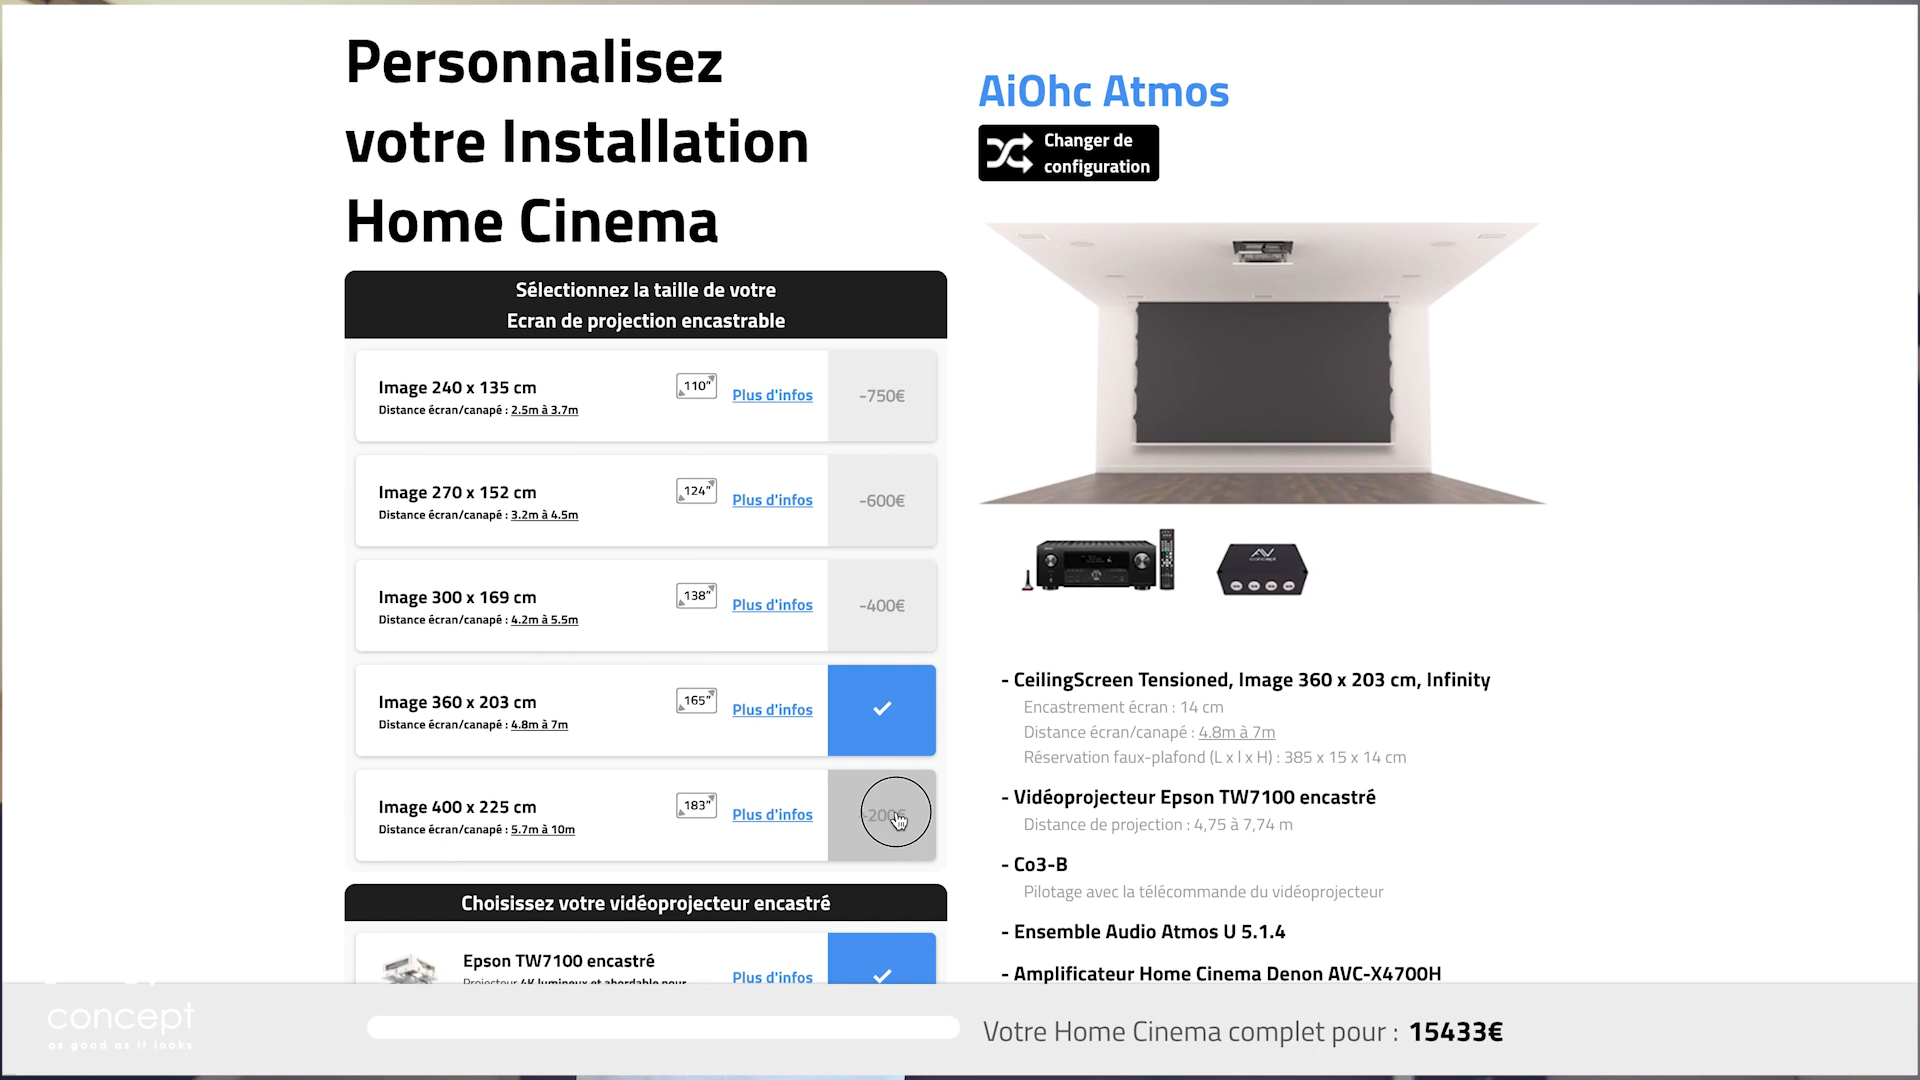 Personnalisez
votre Installation
Home Cinema
Sélectionnez la taille de votre
Ecran de projection encastrable
Image 240 x 135 cm
Distance écran/canapé : 2.5m à 3.7m
110"
Plus d'infos
-750€
Image 270 x 152 cm
Distance écran/canapé : 3.2m à 4.5m
124"
Plus d'infos
-600€
Image 300 x 169 cm
Distance écran/canapé : 4.2m à 5.5m
138"
Plus d'infos
-400€
Image 360 x 203 cm
Distance écran/canapé : 4.8m à 7m
165"
Plus d'infos
Image 400 x 225 cm
Distance écran/canapé : 5.7m à 10m
183"
Plus d'infos
Choisissez votre vidéoprojecteur encastré
Epson TW7100 encastré
Projecteur 4K lumineux et abordable pour
Plus d'infos
AiOhc Atmos
Changer de
configuration
AV
concept
- CeilingScreen Tensioned, Image 360 x 203 cm, Infinity
Encastrement écran : 14 cm
Distance écran/canapé : 4.8m à 7m
Réservation faux-plafond (L x l x H) : 385 x 15 x 14 cm
- Vidéoprojecteur Epson TW7100 encastré
Distance de projection : 4,75 à 7,74 m
- Co3-B
Pilotage avec la télécommande du vidéoprojecteur
- Ensemble Audio Atmos U 5.1.4
- Amplificateur Home Cinema Denon AVC-X4700H
concept
as good as it looks
Votre Home Cinema complet pour : 15433€